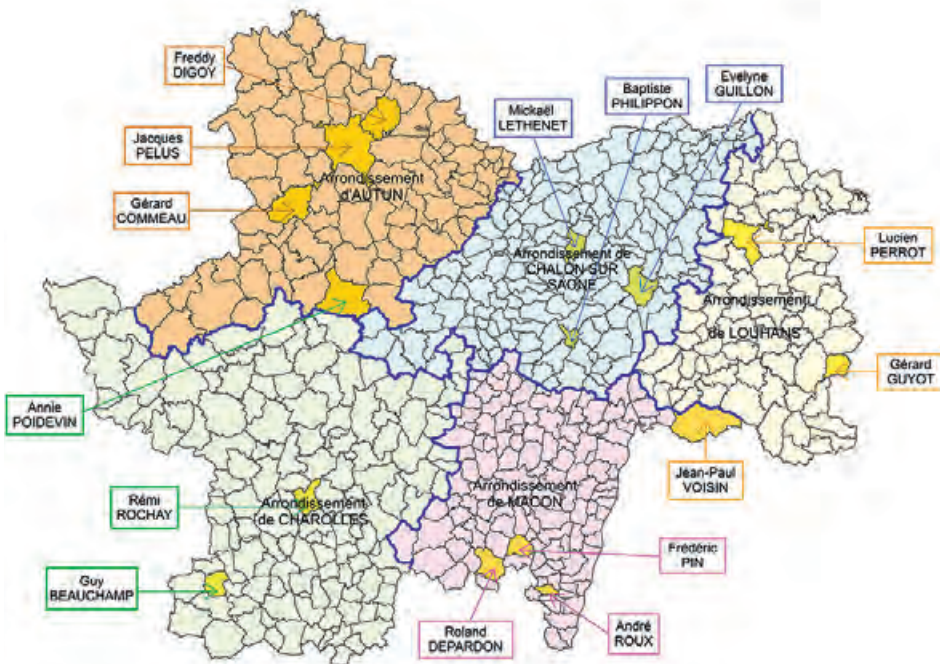 Freddy
DIGOY
Jacques
PELUS
Gérard
COMMEAU
Mickaël
LETHENET
Baptiste
PHILIPPON
Evelyne
GUILLON
Arrondissement
d'AUTUN
Arrondissement de
CHALON SUR
SAONE
Lucien
PERROT
Arrondissement
de LOUHANS
Gérard
GUYOT
Annie
POIDEVIN
Jean-Paul
VOISIN
Rémi
ROCHAY
Arrondissement
de CHAROLLES
Arrondissement
de MACON
Frédéric
PIN
Guy
BEAUCHAMP
Roland
DEPARDON
André
ROUX